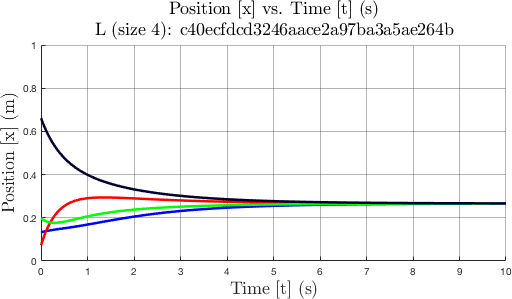 Position [x] vs. Time [t] (s)
L (size 4): c40ecfdcd3246aace2a97ba3a5ae264b
Position [x] (m)
1
0.8
0.6
0.4
0.2
0
0 1 2 3 4 5 6 7 8 9 10
Time [t] (s)